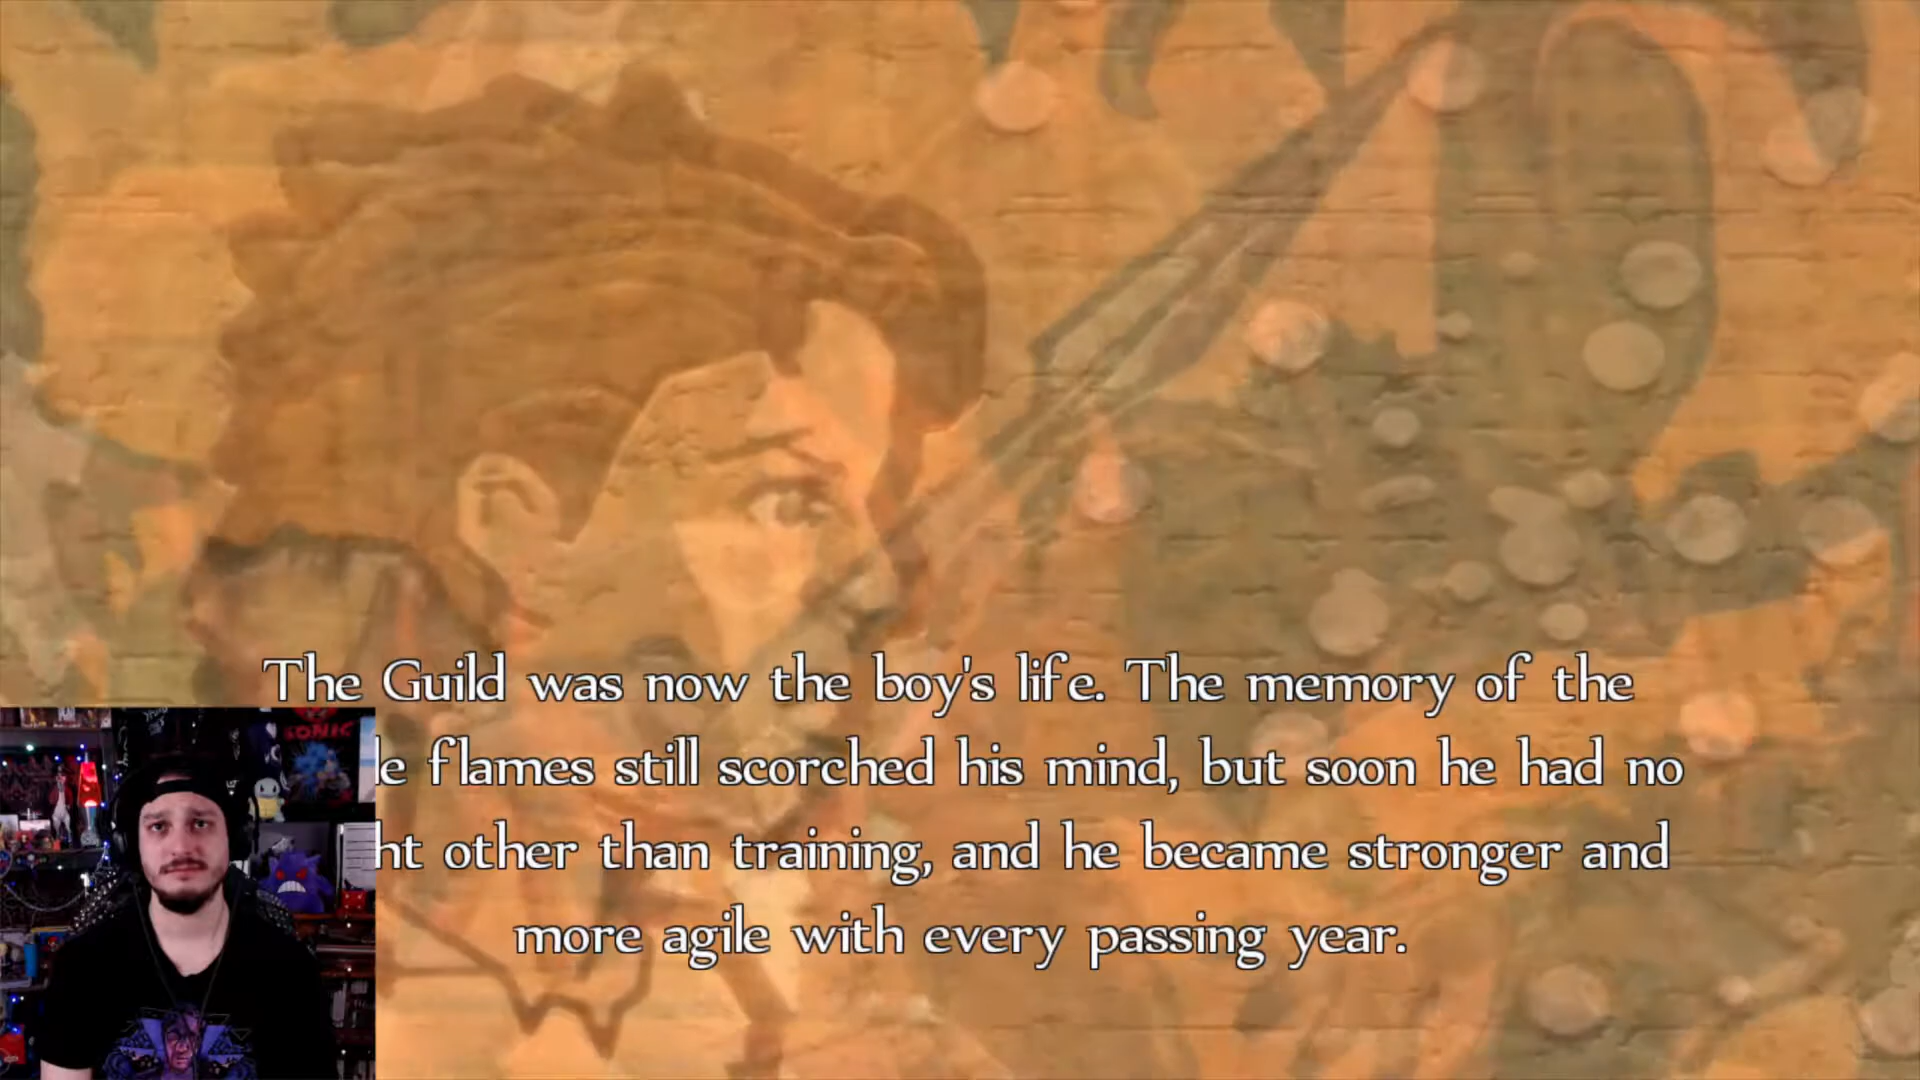 The Guild was now the boy's life. The memory of the
flames still scorched his mind, but soon he had no
other than training, and he became stronger and
more agile with every passing year.
SONIC